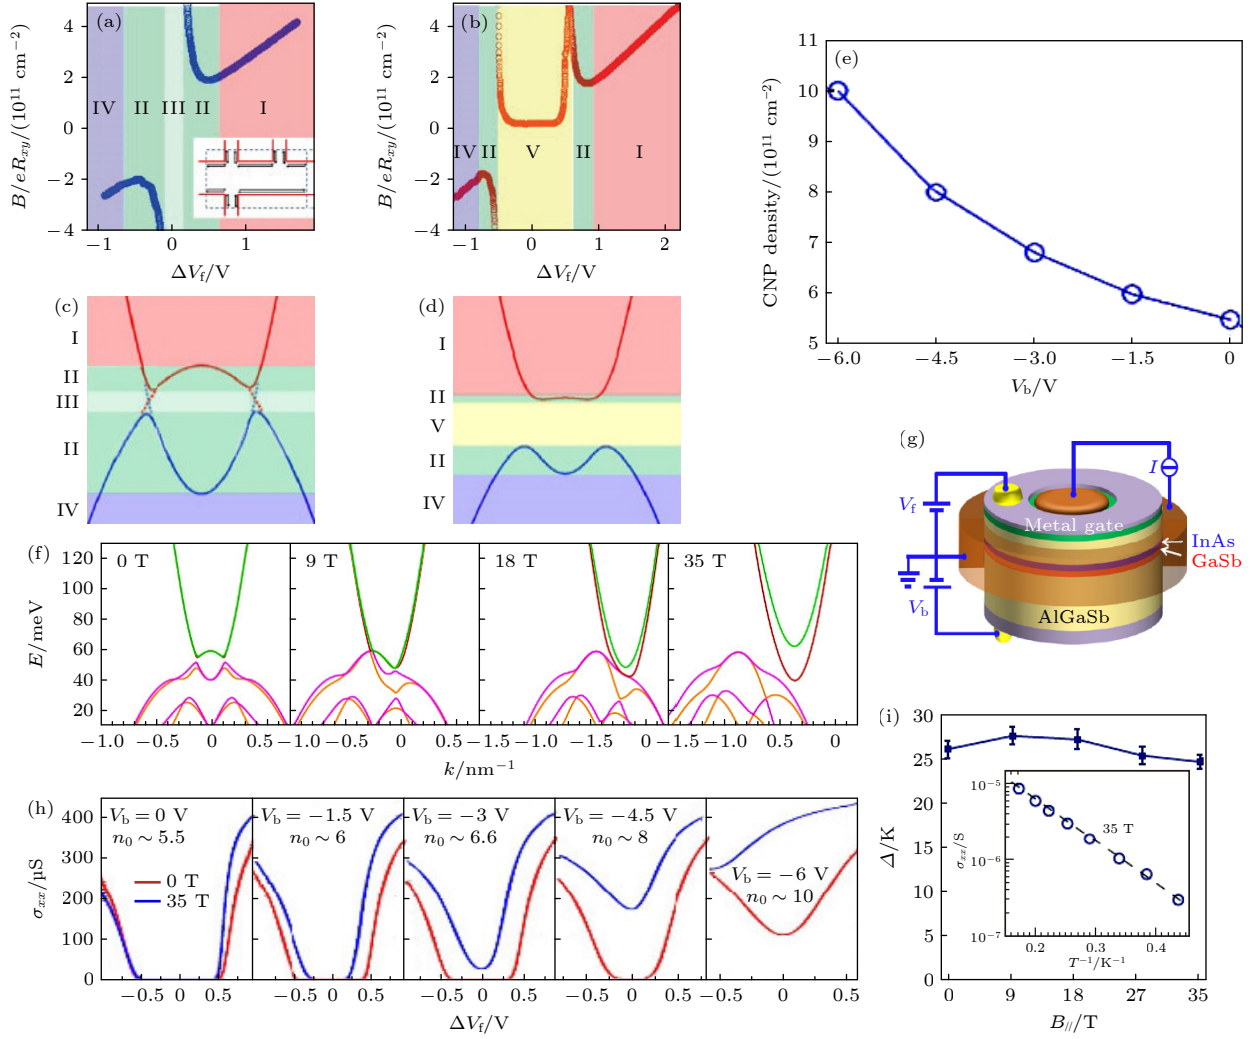 (a)
B/eR_xy/(10^11 cm^−2)
4
2
0
−2
−4
IV II III II I
−1 0 1
ΔV_f/V
(b)
B/eR_xy/(10^11 cm^−2)
4
2
0
−2
−4
IV II V II I
−1 0 1 2
ΔV_f/V
(c)
I
II
III
II
IV
(d)
I
II
V
II
IV
(e)
CNP density/(10^11 cm^−2)
11
10
9
8
7
6
5
−6.0 −4.5 −3.0 −1.5 0
V_b/V
(f)
E/meV
120
100
80
60
40
20
0 T 9 T 18 T 35 T
−1.0 −0.5 0 0.5 −1.0 −0.5 0 −1.5 −1.0 −0.5 0 −1.0 −0.5 0
k/nm^−1
(g)
I
V_f
Metal gate
InAs
GaSb
V_b
AlGaSb
(h)
σ_xx/µS
400
300
200
100
0
V_b = 0 V
n_0 ∼ 5.5
0 T
35 T
V_b = −1.5 V
n_0 ∼ 6
V_b = −3 V
n_0 ∼ 6.6
V_b = −4.5 V
n_0 ∼ 8
V_b = −6 V
n_0 ∼ 10
−0.5 0 0.5 −0.5 0 0.5 −0.5 0 0.5 −0.5 0 0.5 −0.5 0 0.5
ΔV_f/V
(i)
Δ/K
30
25
20
15
10
5
0
0 9 18 27 35
B_///T
σ_xx/S
10^−5
10^−6
10^−7
35 T
0.2 0.3 0.4
T^−1/K^−1